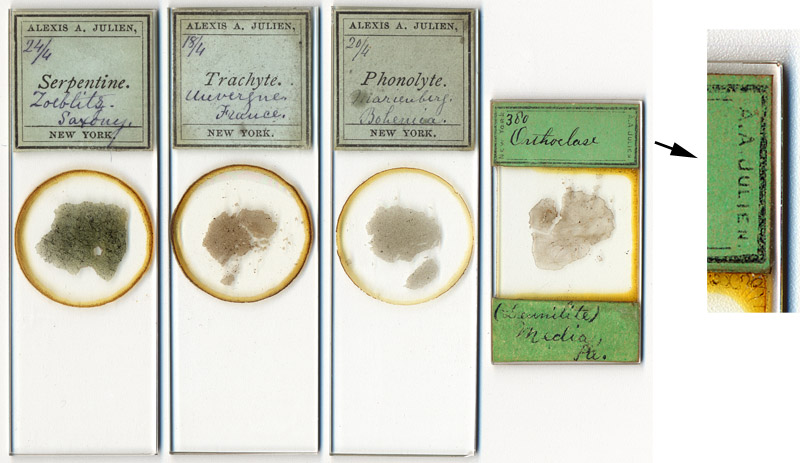 ALEXIS A. JULIEN,
24/4
Serpentine.
Zoeblitz.
Saxony.
NEW YORK.
ALEXIS A. JULIEN,
18/4
Trachyte.
Auvergne.
France.
NEW YORK.
ALEXIS A. JULIEN,
20/4
Phonolyte.
Marienberg.
Bohemia.
NEW YORK.
NEW YORK
380
A.A. JULIEN
Orthoclase
(Lennilite)
Media,
Pa.
A.A. JULIEN.